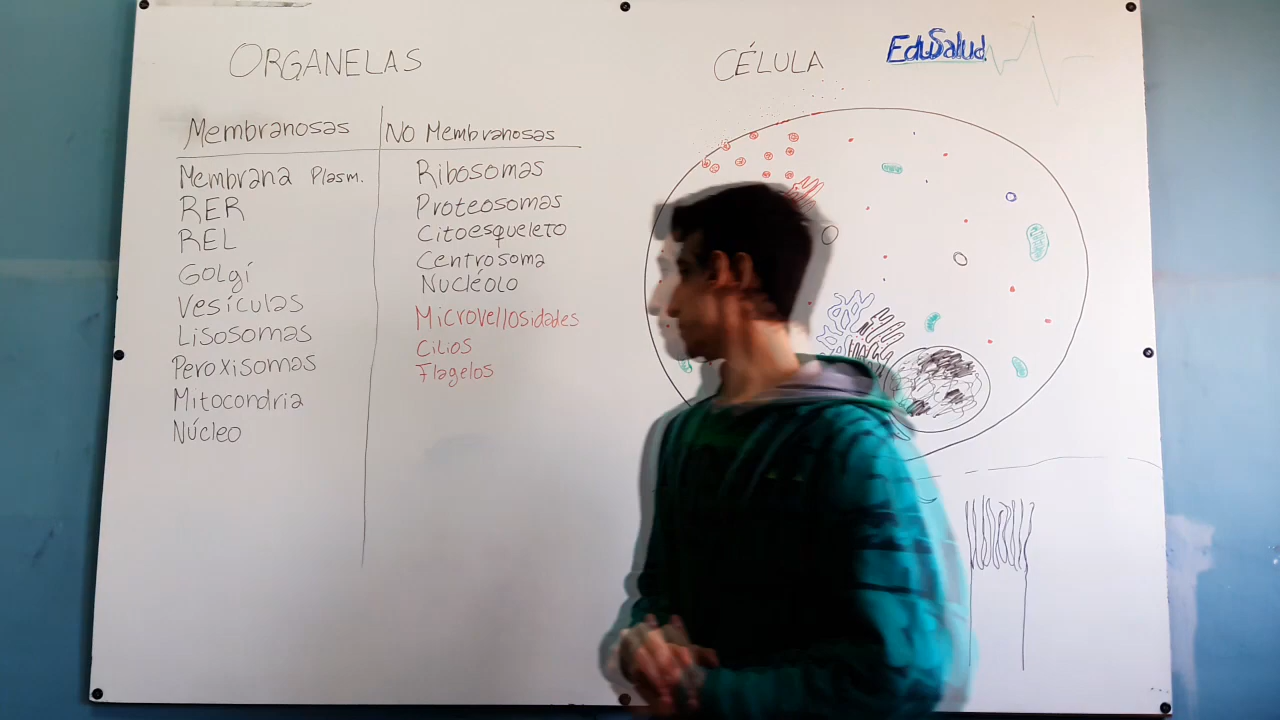 ORGANELAS
Membranosas
Membrana Plasm.
RER
REL
GOLgí
Vesículas
Lisosomas
Peroxisomas
Mitocondria
Núcleo
NO Membranosas
Ribosomas
Proteosomas
Citoesqueleto
Centrosoma
Nucléolo
Microvellosidades
Cilios
Flagelos
CÉLULA
EduSalud